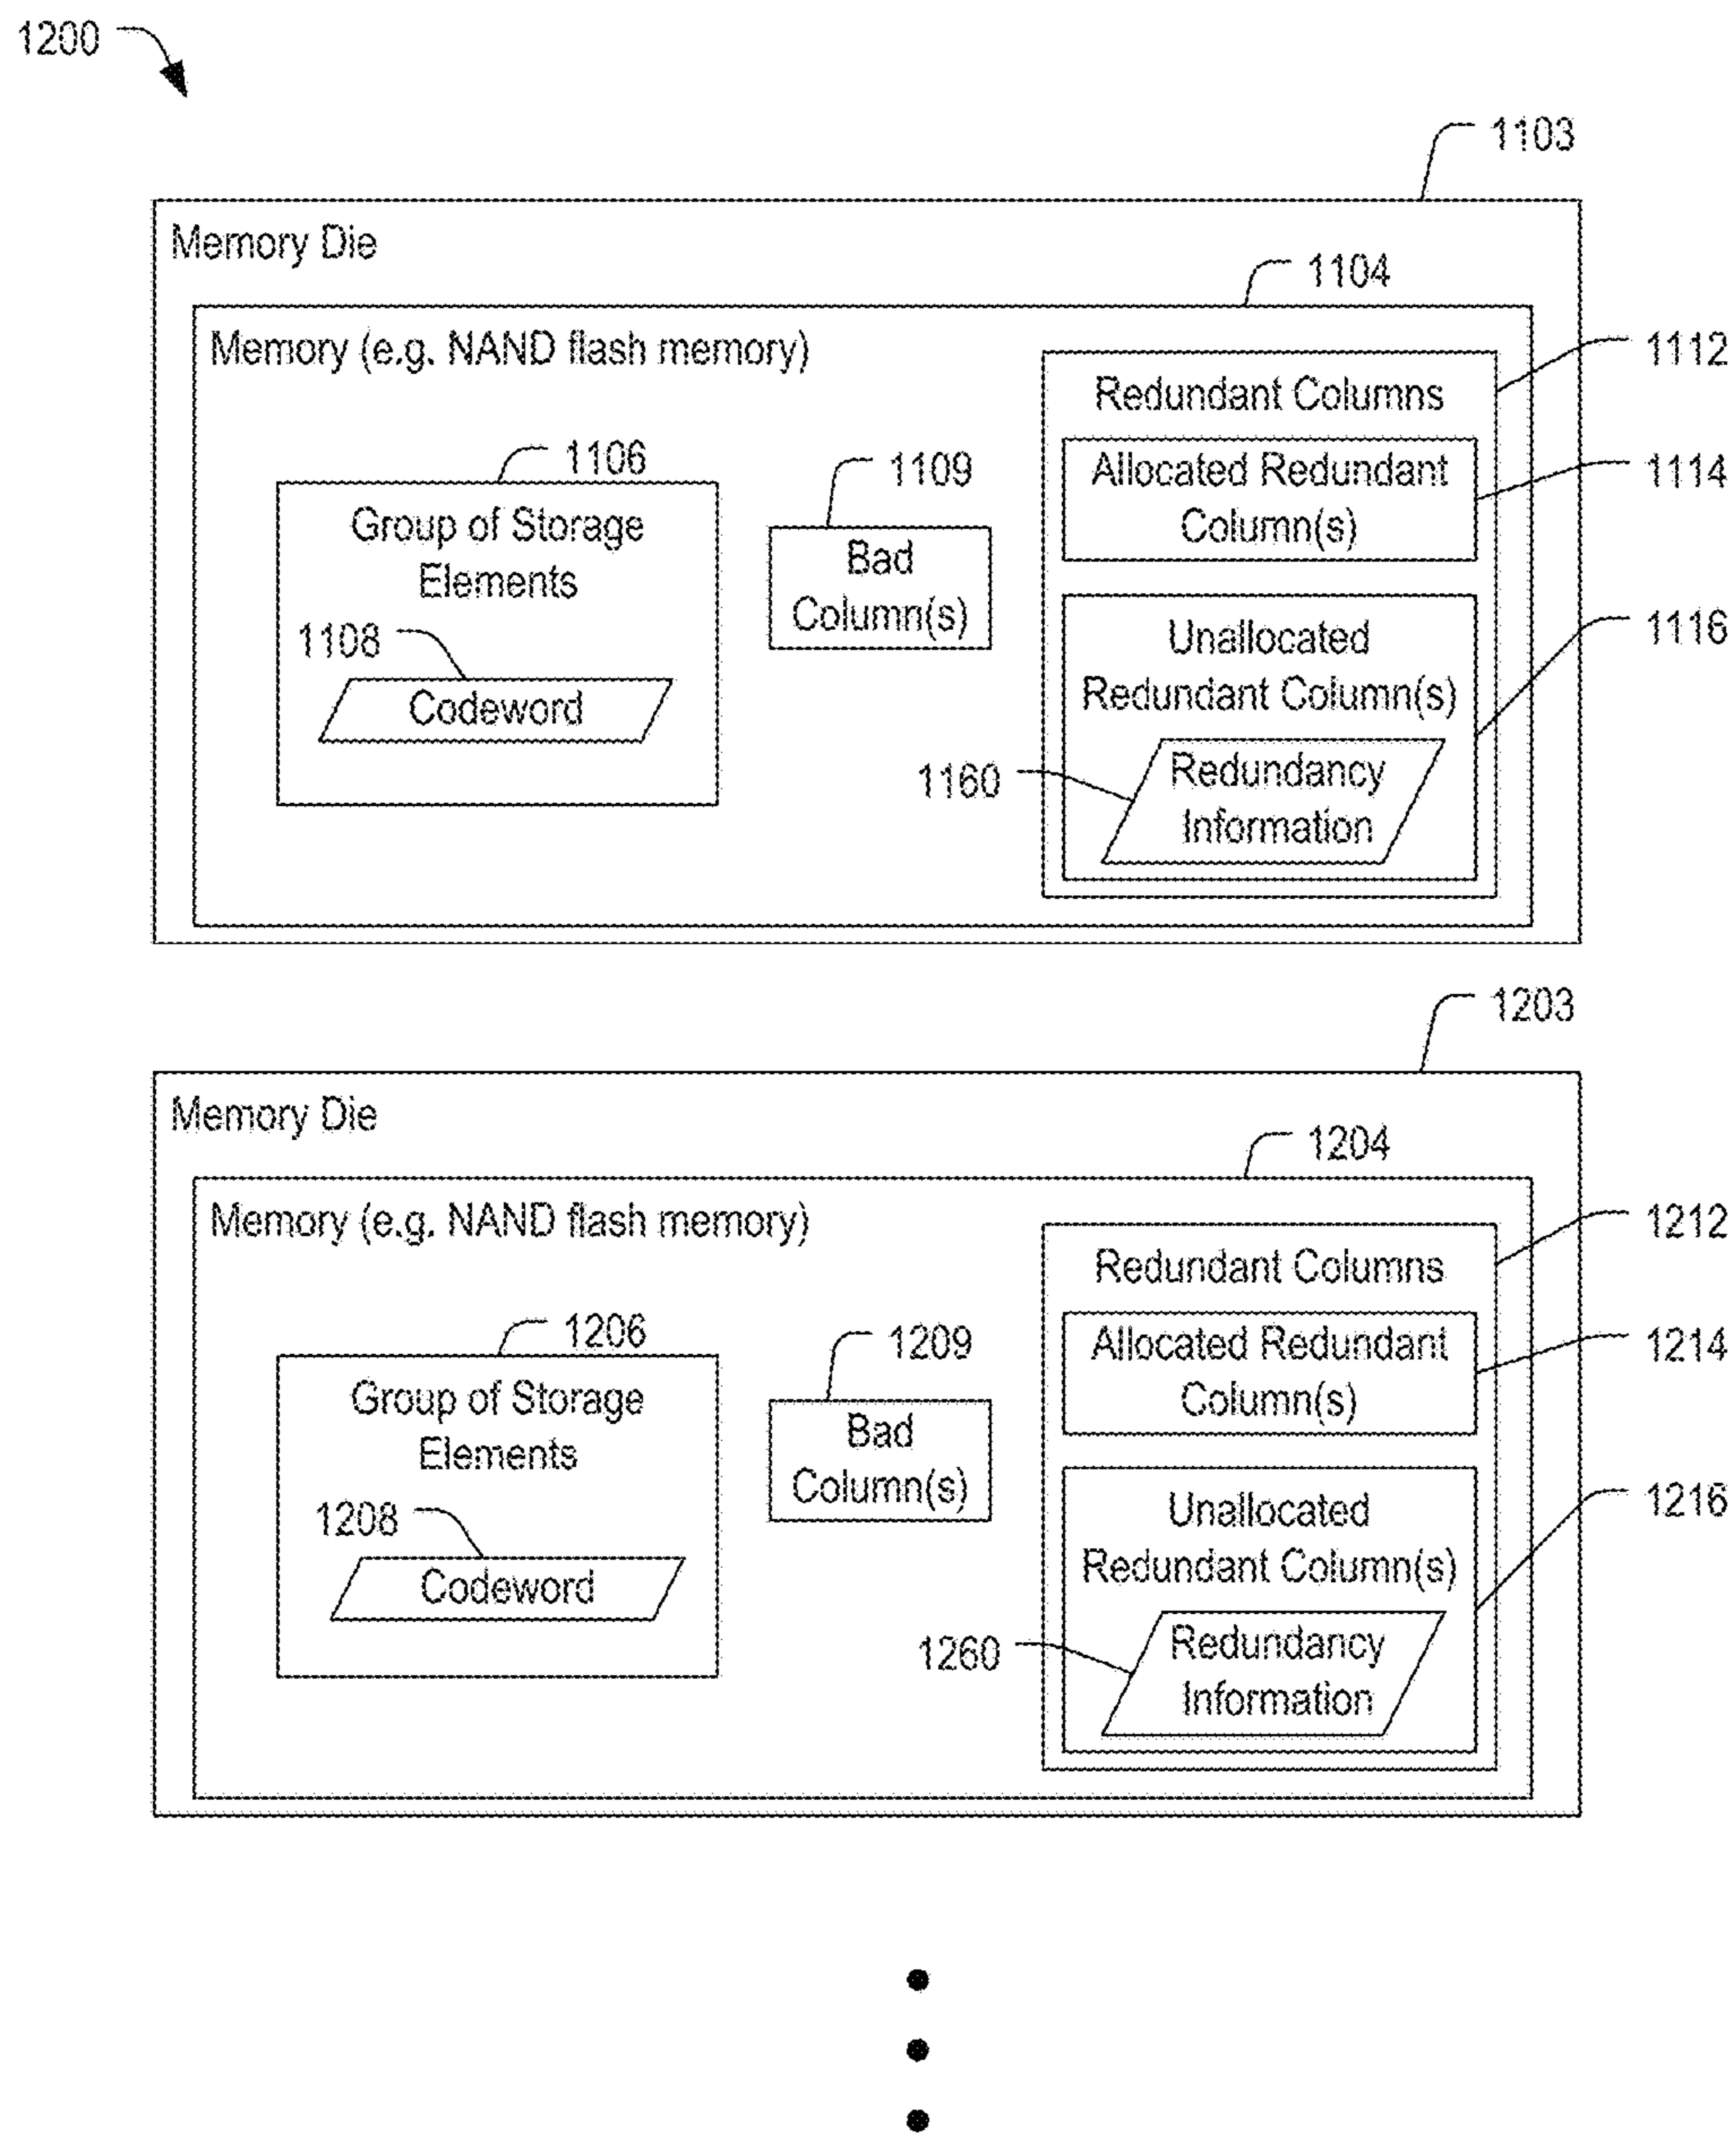 1200
1103
Memory Die
1104
Memory (e.g. NAND flash memory)
1112
Redundant Columns
1106
1109
Allocated Redundant
Column(s)
1114
Group of Storage
Elements
Bad
Column(s)
1108
Codeword
Unallocated
Redundant Column(s)
1116
1160
Redundancy
Information
1203
Memory Die
1204
Memory (e.g. NAND flash memory)
1212
Redundant Columns
1206
1209
Allocated Redundant
Column(s)
1214
Group of Storage
Elements
Bad
Column(s)
1208
Codeword
Unallocated
Redundant Column(s)
1216
1260
Redundancy
Information